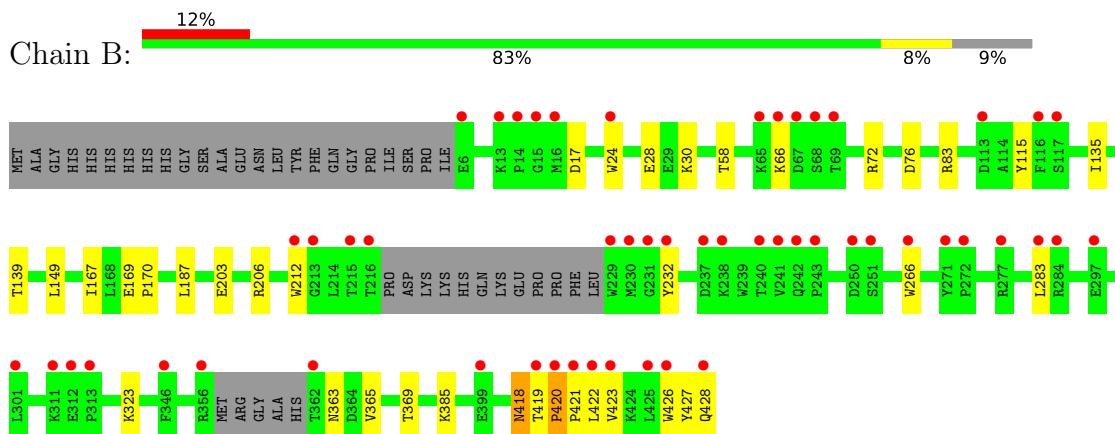 12%
Chain B:
83% 8% 9%
MET ALA GLY HIS HIS HIS HIS HIS HIS GLY SER ALA GLU ASN LEU TYR PHE GLN GLY PRO ILE SER PRO ILE E6 K13 P14 G15 M16 D17 W24 E28 E29 K30 T58 K65 K66 D67 S68 T69 R72 D76 R83 D113 A114 Y115 F116 S117 I135
T139 L149 I167 L168 E169 P170 L187 E203 R206 W212 G213 L214 T215 T216 PRO ASP LYS LYS HIS GLN LYS GLU PRO PRO PHE LEU W229 M230 G231 Y232 D237 K238 W239 T240 V241 Q242 P243 D250 S251 W266 Y271 P272 R277 L283 R284 E297
L301 K311 E312 P313 K323 F346 R356 MET ARG GLY ALA HIS T362 N363 D364 V365 T369 K385 E399 N418 T419 P420 P421 L422 V423 K424 L425 W426 Y427 Q428